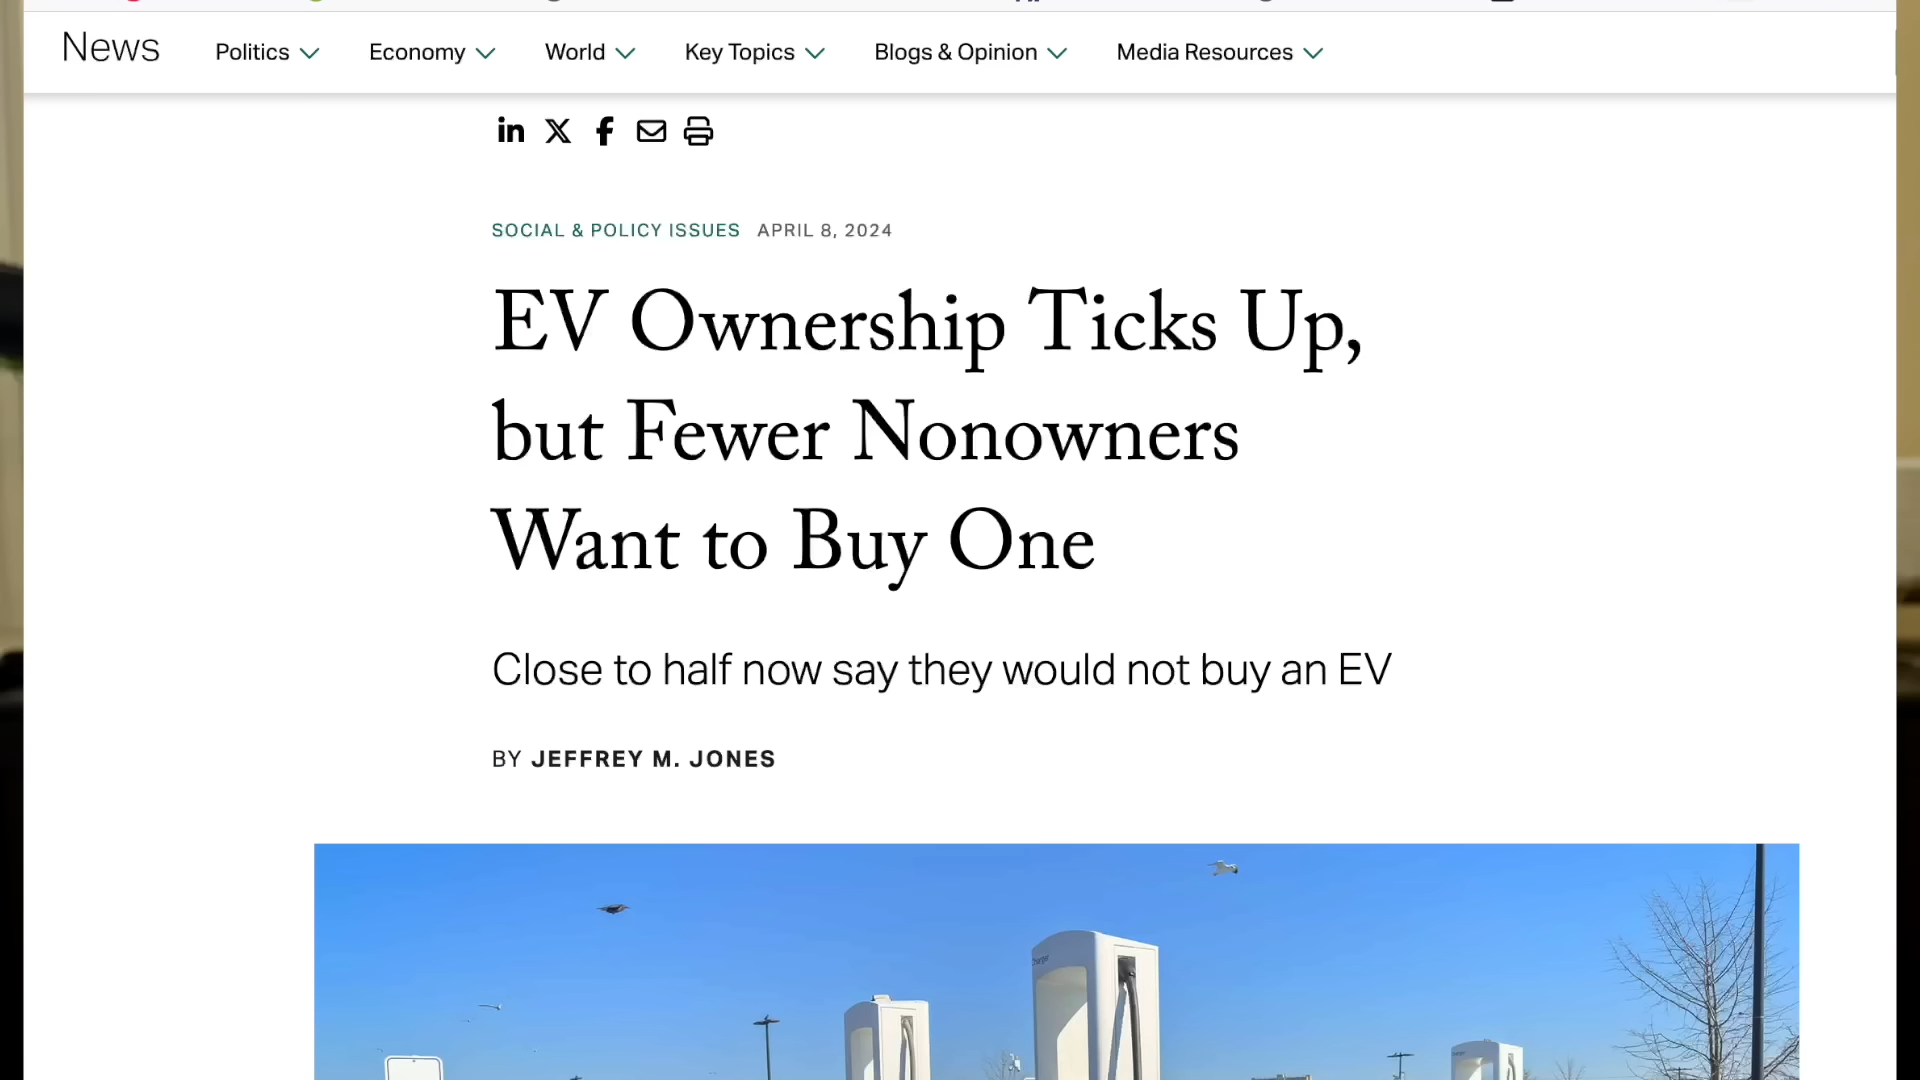 News
Politics
Economy
World
Key Topics
Blogs & Opinion
Media Resources
SOCIAL & POLICY ISSUES APRIL 8, 2024
EV Ownership Ticks Up,
but Fewer Nonowners
Want to Buy One
Close to half now say they would not buy an EV
BY JEFFREY M. JONES